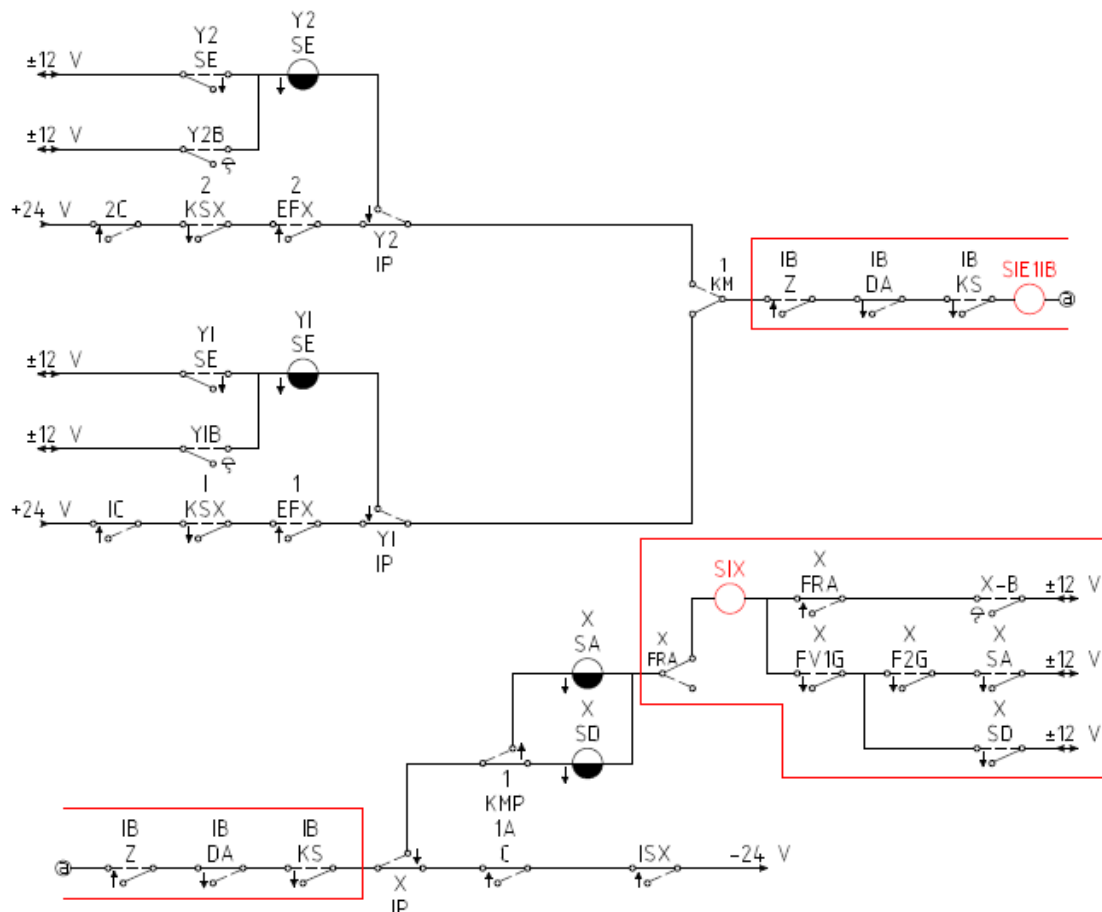 Y2
SE
Y2
SE
±12 V
±12 V
Y2B
+24 V
2C
2
KSX
2
EFX
Y2
IP
1
KM
IB
Z
IB
DA
IB
KS
SIE1IB
@
YI
SE
YI
SE
±12 V
±12 V
YIB
+24 V
IC
I
KSX
1
EFX
YI
IP
SIX
X
FRA
X-B
±12 V
X
SA
X
FRA
X
FV1G
X
F2G
X
SA
±12 V
X
SD
X
SD
±12 V
1
KMP
@
IB
Z
IB
DA
IB
KS
X
IP
1A
C
ISX
-24 V